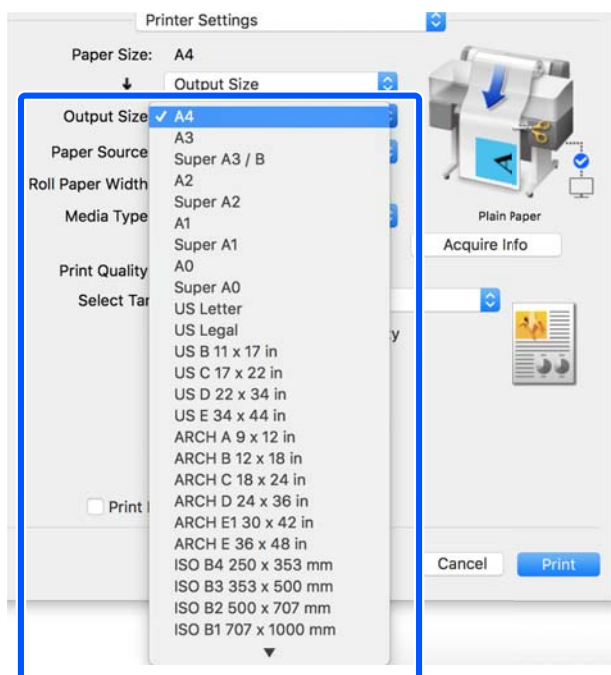 Printer Settings
Paper Size: A4
Output Size
Output Size ✓ A4
A3
Paper Source
Super A3 / B
A2
Roll Paper Width
Super A2
Media Type
A1
Plain Paper
Super A1
Acquire Info
A0
Print Quality
Super A0
Select Tar
US Letter
US Legal
y
US B 11 x 17 in
US C 17 x 22 in
US D 22 x 34 in
US E 34 x 44 in
ARCH A 9 x 12 in
ARCH B 12 x 18 in
ARCH C 18 x 24 in
ARCH D 24 x 36 in
Print
ARCH E1 30 x 42 in
ARCH E 36 x 48 in
ISO B4 250 x 353 mm
Cancel
Print
ISO B3 353 x 500 mm
ISO B2 500 x 707 mm
ISO B1 707 x 1000 mm